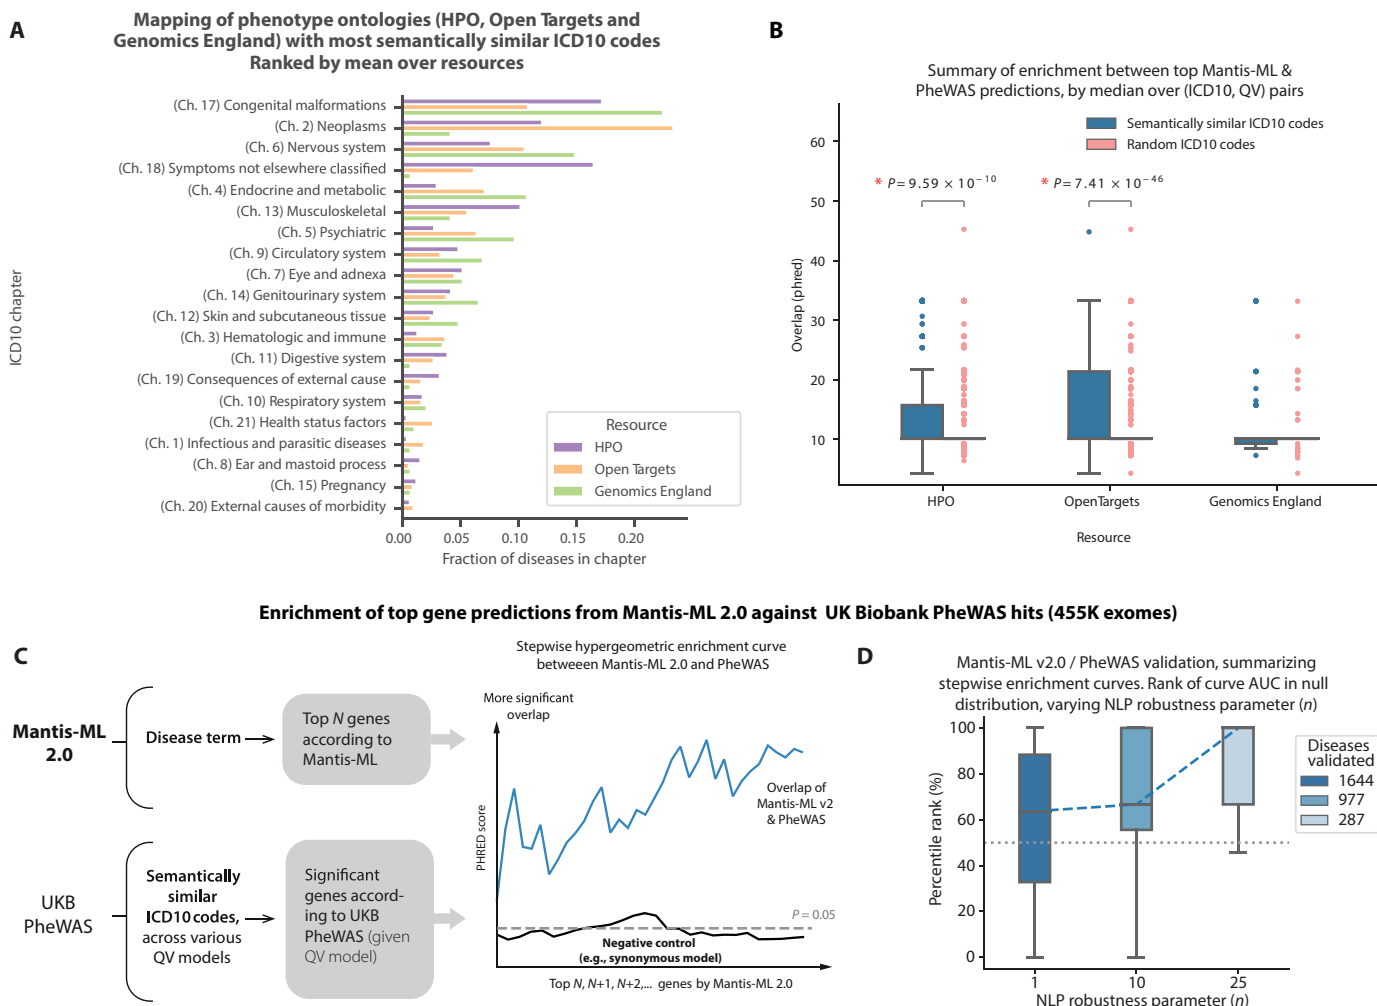 A
Mapping of phenotype ontologies (HPO, Open Targets and
Genomics England) with most semantically similar ICD10 codes
Ranked by mean over resources
ICD10 chapter
(Ch. 17) Congenital malformations
(Ch. 2) Neoplasms
(Ch. 6) Nervous system
(Ch. 18) Symptoms not elsewhere classified
(Ch. 4) Endocrine and metabolic
(Ch. 13) Musculoskeletal
(Ch. 5) Psychiatric
(Ch. 9) Circulatory system
(Ch. 7) Eye and adnexa
(Ch. 14) Genitourinary system
(Ch. 12) Skin and subcutaneous tissue
(Ch. 3) Hematologic and immune
(Ch. 11) Digestive system
(Ch. 19) Consequences of external cause
(Ch. 10) Respiratory system
(Ch. 21) Health status factors
(Ch. 1) Infectious and parasitic diseases
(Ch. 8) Ear and mastoid process
(Ch. 15) Pregnancy
(Ch. 20) External causes of morbidity
Resource
HPO
Open Targets
Genomics England
0.00 0.05 0.10 0.15 0.20
Fraction of diseases in chapter
B
Summary of enrichment between top Mantis-ML &
PheWAS predictions, by median over (ICD10, QV) pairs
Semantically similar ICD10 codes
Random ICD10 codes
* P = 9.59 × 10⁻¹⁰
* P = 7.41 × 10⁻⁴⁶
Overlap (phred)
60
50
40
30
20
10
HPO OpenTargets Genomics England
Resource
Enrichment of top gene predictions from Mantis-ML 2.0 against UK Biobank PheWAS hits (455K exomes)
C
Mantis-ML
2.0
Disease term
Top N genes
according to
Mantis-ML
UKB
PheWAS
Semantically
similar
ICD10 codes,
across various
QV models
Significant
genes accord-
ing to UKB
PheWAS (given
QV model)
Stepwise hypergeometric enrichment curve
betweeen Mantis-ML 2.0 and PheWAS
More significant
overlap
PHRED score
Overlap of
Mantis-ML v2
& PheWAS
P = 0.05
Negative control
(e.g., synonymous model)
Top N, N+1, N+2,... genes by Mantis-ML 2.0
D
Mantis-ML v2.0 / PheWAS validation, summarizing
stepwise enrichment curves. Rank of curve AUC in null
distribution, varying NLP robustness parameter (n)
Percentile rank (%)
100
80
60
40
20
0
1 10 25
NLP robustness parameter (n)
Diseases
validated
1644
977
287